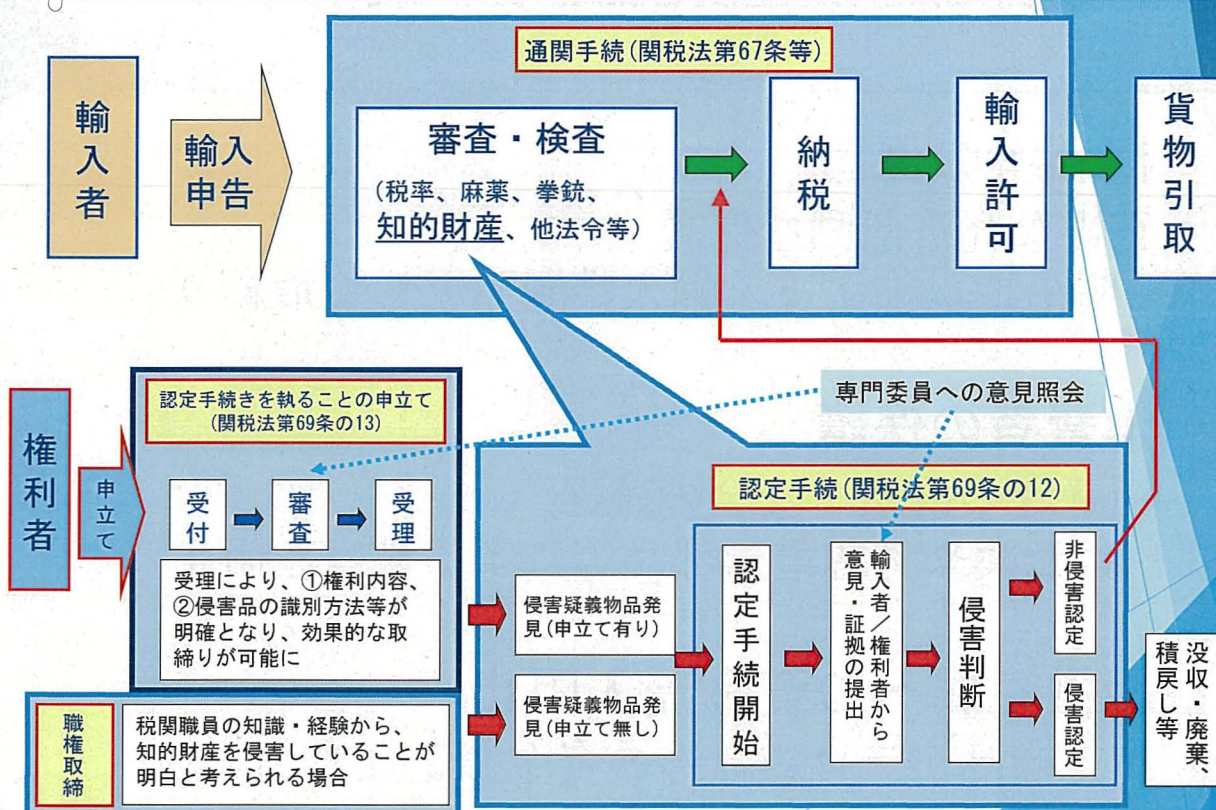 通関手続(関税法第67条等)
輸入者
輸入
申告
審査・検査
(税率、麻薬、拳銃、
知的財産、他法令等)
納税
輸入許可
貨物引取
専門委員への意見照会
権利者
申立て
認定手続きを執ることの申立て
(関税法第69条の13)
受付
審査
受理
受理により、①権利内容、
②侵害品の識別方法等が
明確となり、効果的な取
締りが可能に
職権取締
税関職員の知識・経験から、
知的財産を侵害していることが
明白と考えられる場合
認定手続(関税法第69条の12)
侵害疑義物品発
見(申立て有り)
侵害疑義物品発
見(申立て無し)
認定手続開始
輸入者/権利者から
意見・証拠の提出
侵害判断
非侵害認定
侵害認定
没収・廃棄、
積戻し等